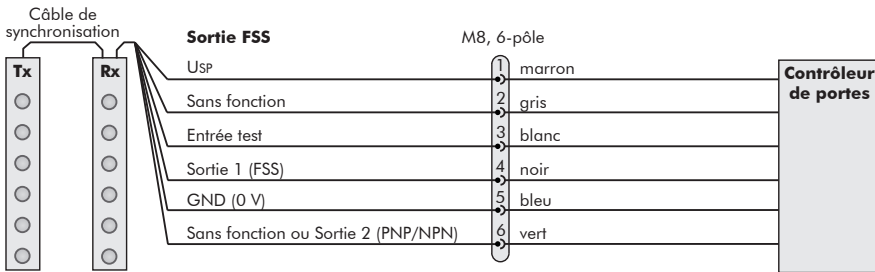 Câble de
synchronisation
Sortie FSS
M8, 6-pôle
Tx
Rx
Contrôleur
de portes
USP
1
marron
Sans fonction
2
gris
Entrée test
3
blanc
Sortie 1 (FSS)
4
noir
GND (0 V)
5
bleu
Sans fonction ou Sortie 2 (PNP/NPN)
6
vert